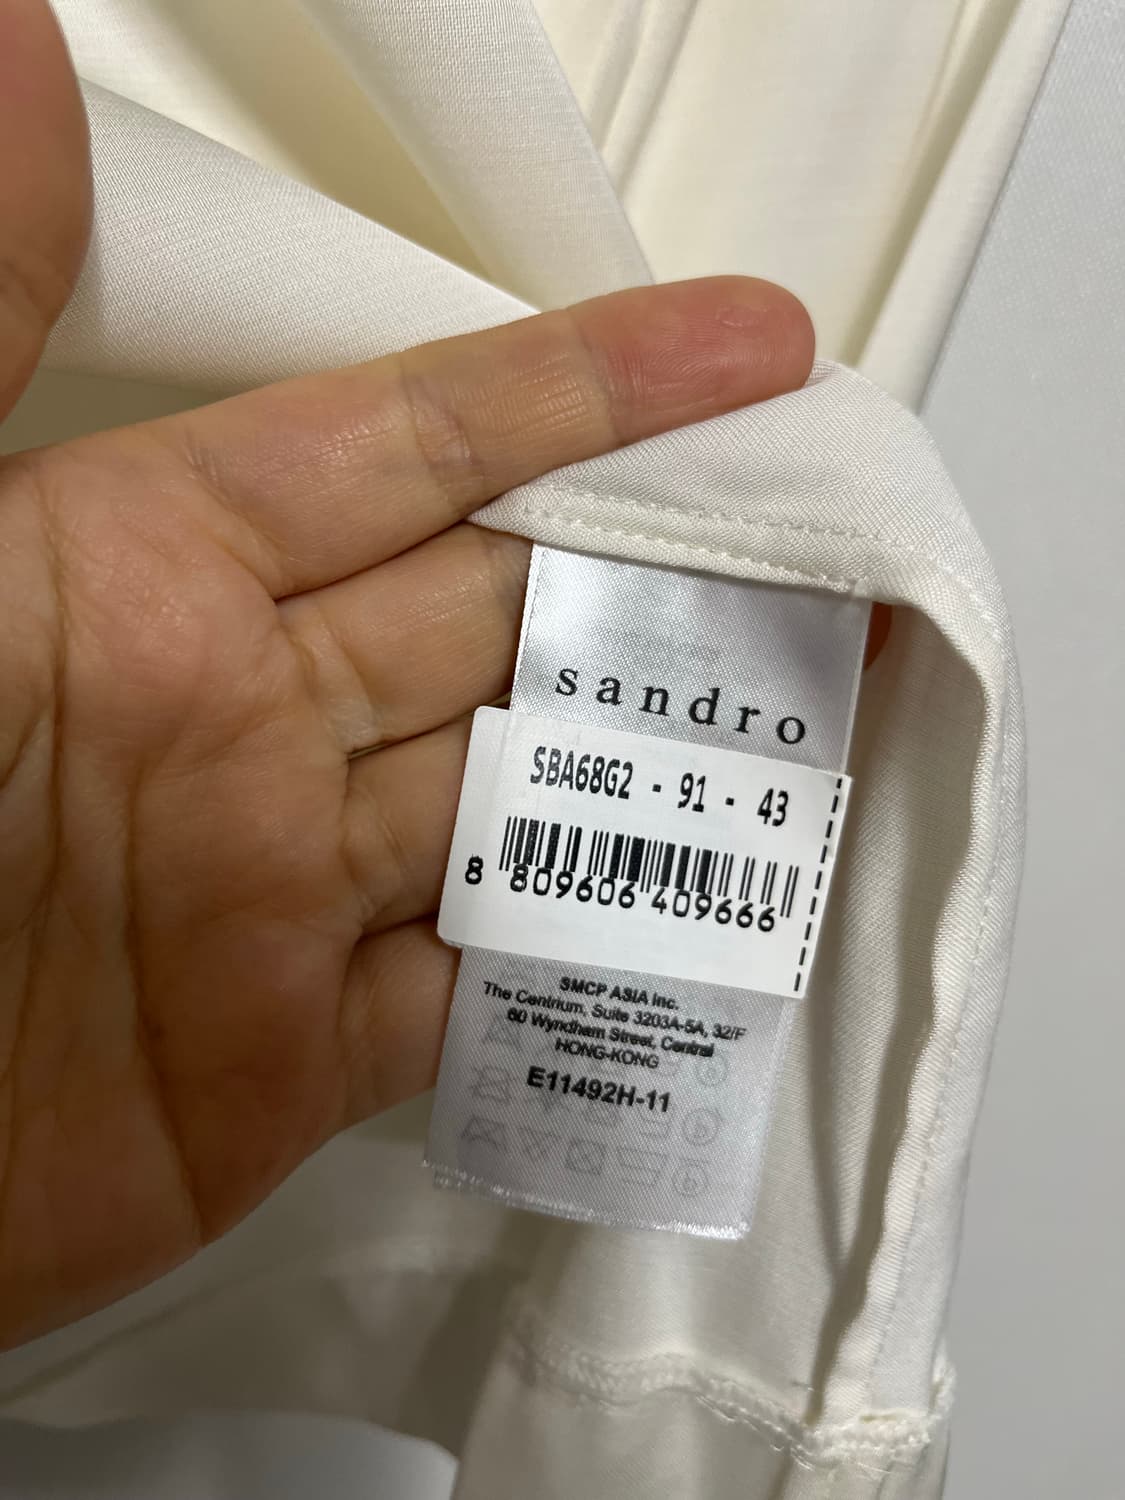 sandro
SBA68G2 - 91 - 43
8 809606 409666
SMCP ASIA Inc.
The Centrium, Suite 3203A-5A, 32/F
60 Wyndham Street, Central
HONG-KONG
E11492H-11